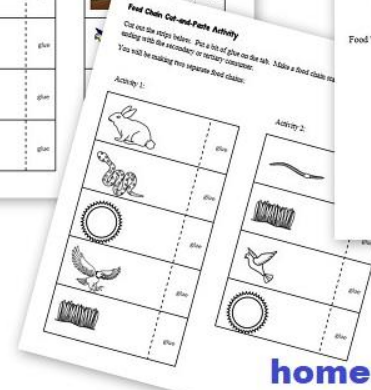 Food Chain Cut-and-Paste Activity
Cut out the strips below. Put a bit of glue on the tab. Make a food chain
ending with the secondary or tertiary consumer.
You will be making two separate food chains.
Activity 1:
Activity 2:
glue
glue
glue
glue
glue
glue
glue
glue
glue
glue
glue
Food
home